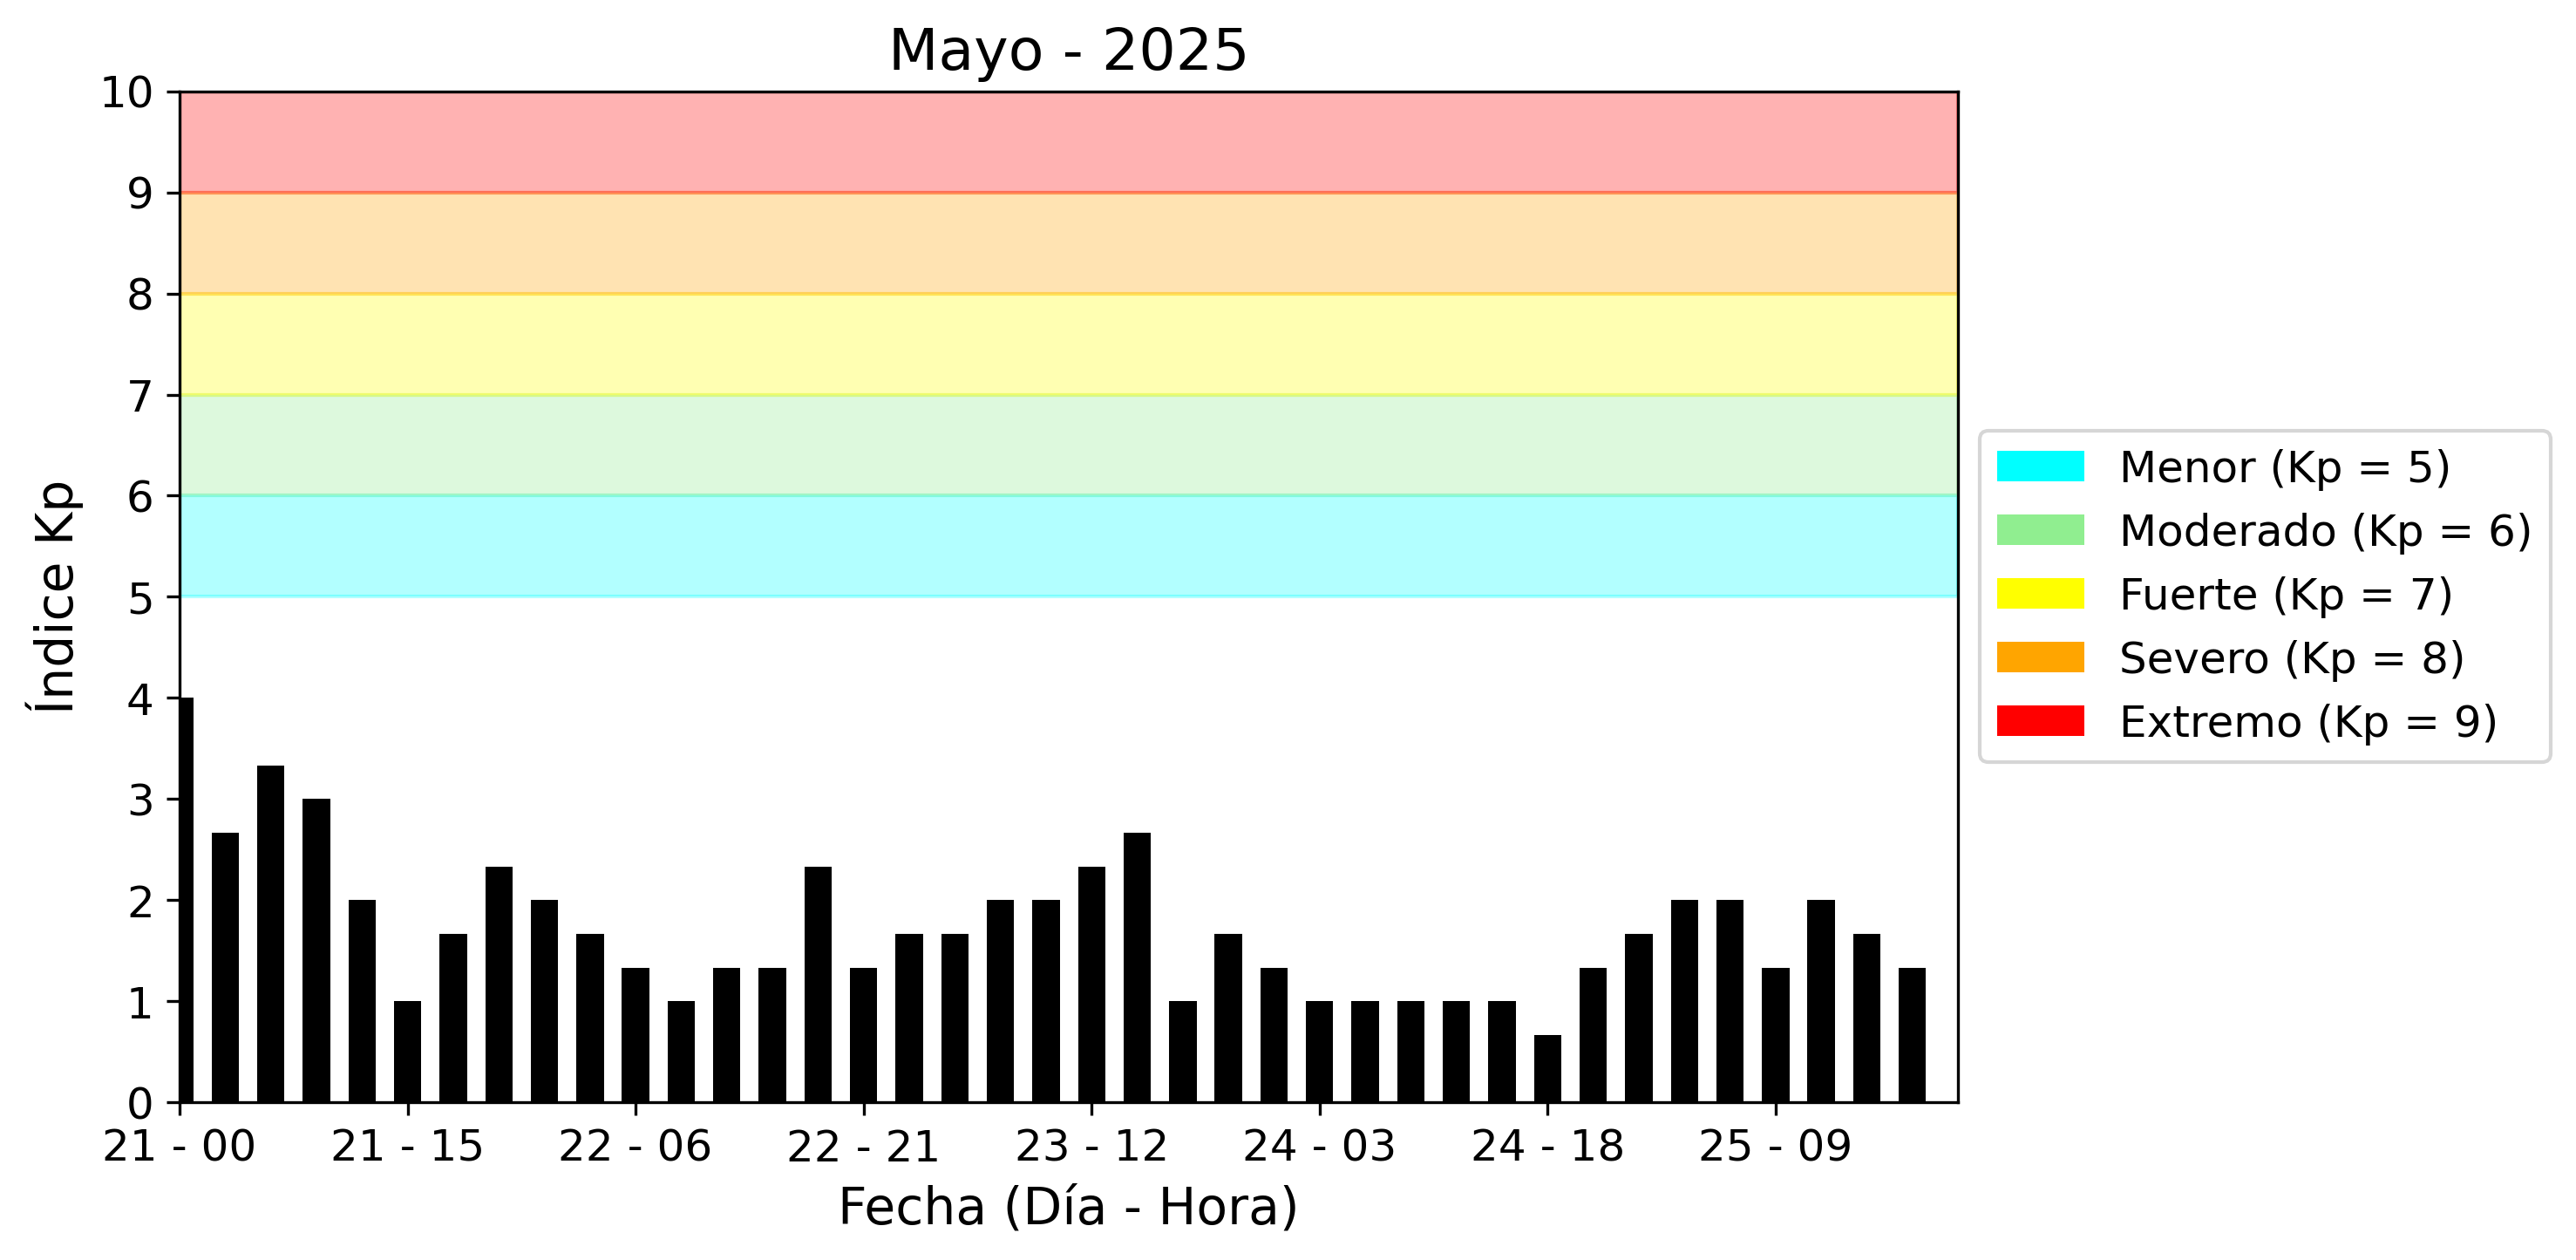 Mayo - 2025
10
9
8
7
6
5
4
3
2
1
0
Índice Kp
21 - 00
21 - 15
22 - 06
22 - 21
23 - 12
24 - 03
24 - 18
25 - 09
Fecha (Día - Hora)
Menor (Kp = 5)
Moderado (Kp = 6)
Fuerte (Kp = 7)
Severo (Kp = 8)
Extremo (Kp = 9)